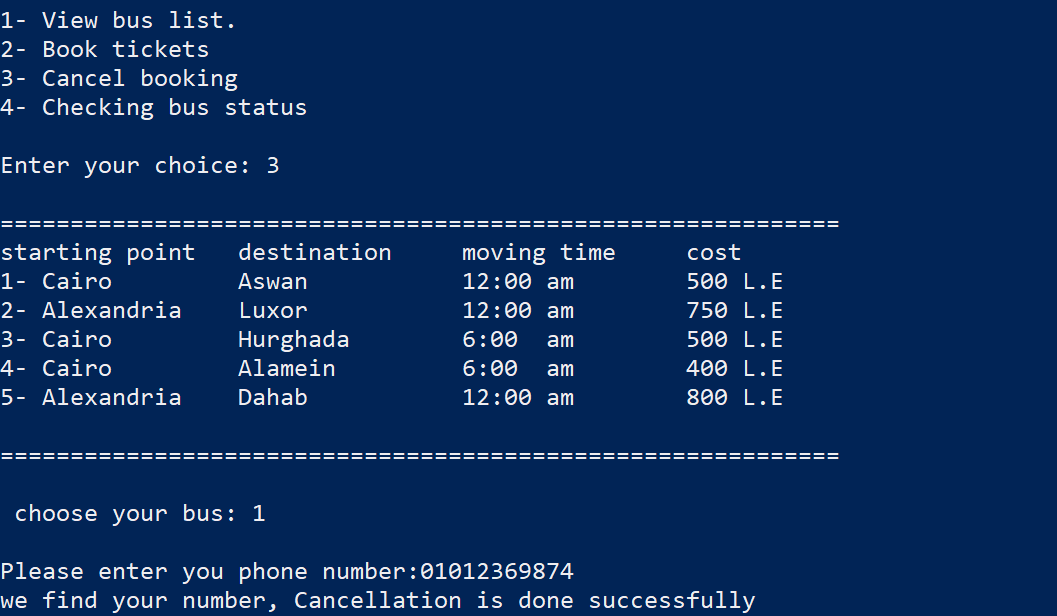 1- View bus list.
2- Book tickets
3- Cancel booking
4- Checking bus status
Enter your choice: 3
============================================================
starting point   destination     moving time     cost
1- Cairo         Aswan           12:00 am        500 L.E
2- Alexandria    Luxor           12:00 am        750 L.E
3- Cairo         Hurghada        6:00  am        500 L.E
4- Cairo         Alamein         6:00  am        400 L.E
5- Alexandria    Dahab           12:00 am        800 L.E
============================================================
 choose your bus: 1
Please enter you phone number:01012369874
we find your number, Cancellation is done successfully